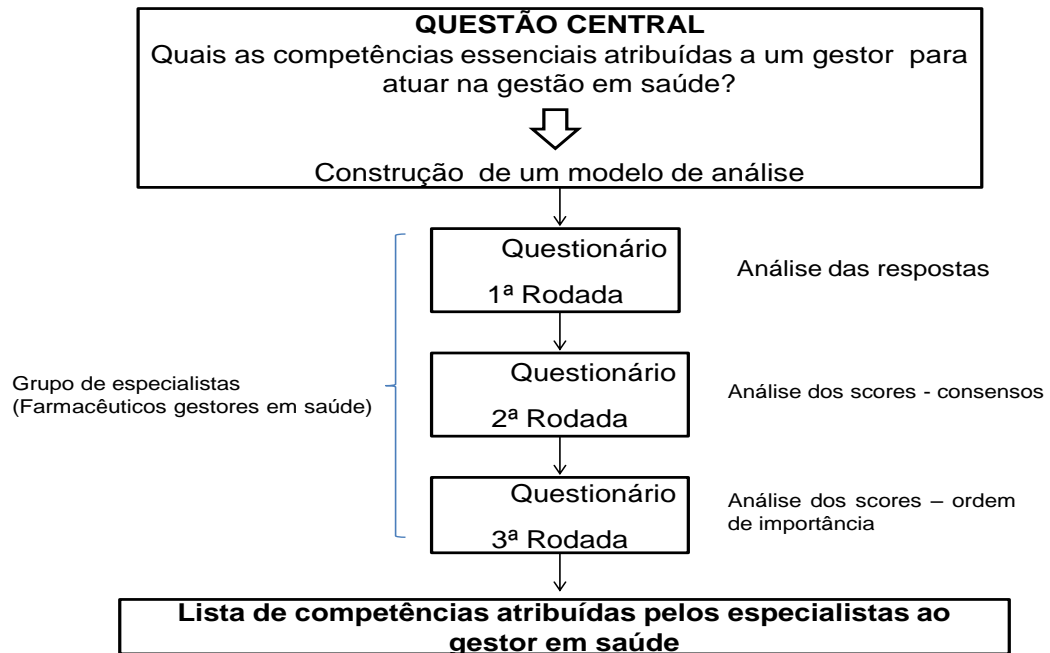 QUESTÃO CENTRAL
Quais as competências essenciais atribuídas a um gestor para
atuar na gestão em saúde?
Construção de um modelo de análise
Questionário
1ª Rodada
Análise das respostas
Questionário
2ª Rodada
Análise dos scores - consensos
Grupo de especialistas
(Farmacêuticos gestores em saúde)
Questionário
3ª Rodada
Análise dos scores – ordem
de importância
Lista de competências atribuídas pelos especialistas ao
gestor em saúde